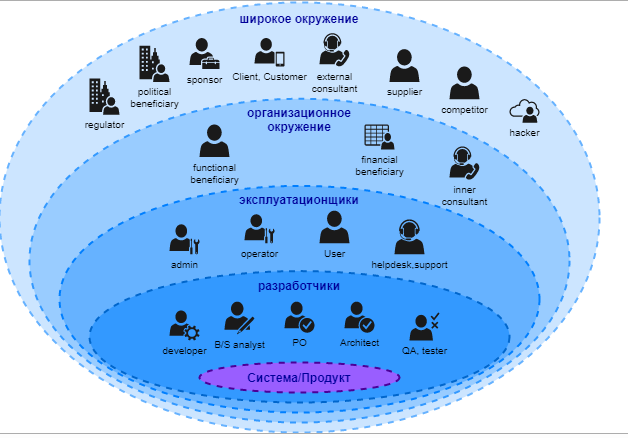 широкое окружение
Client, Customer
external
consultant
sponsor
political
beneficiary
supplier
competitor
regulator
hacker
организационное
окружение
functional
beneficiary
financial
beneficiary
inner
consultant
эксплуатационщики
admin
operator
User
helpdesk,support
разработчики
developer
B/S analyst
PO
Architect
QA, tester
Система/Продукт